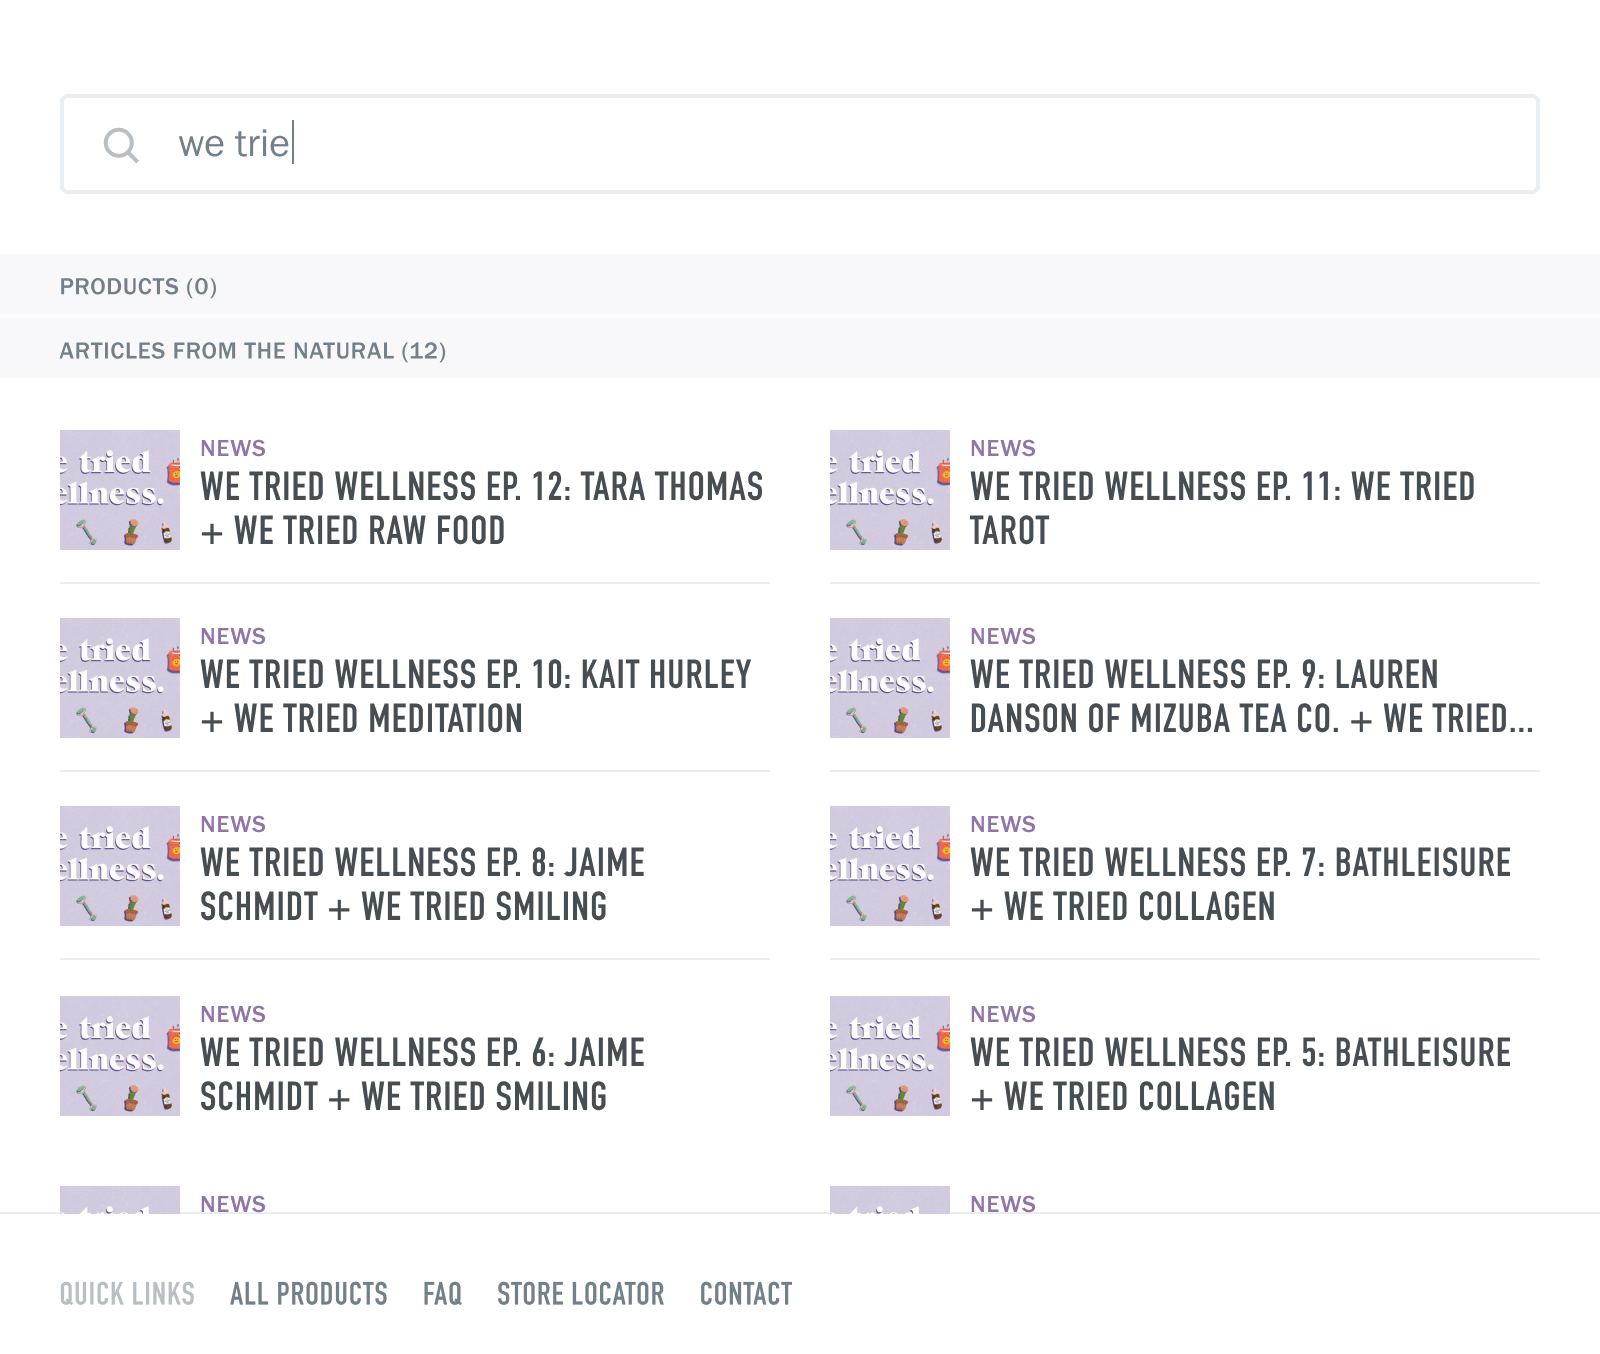 we trie
PRODUCTS (0)
ARTICLES FROM THE NATURAL (12)
e tried
ellness.
NEWS
WE TRIED WELLNESS EP. 12: TARA THOMAS
+ WE TRIED RAW FOOD
e tried
ellness.
NEWS
WE TRIED WELLNESS EP. 11: WE TRIED
TAROT
e tried
ellness.
NEWS
WE TRIED WELLNESS EP. 10: KAIT HURLEY
+ WE TRIED MEDITATION
e tried
ellness.
NEWS
WE TRIED WELLNESS EP. 9: LAUREN
DANSON OF MIZUBA TEA CO. + WE TRIED...
e tried
ellness.
NEWS
WE TRIED WELLNESS EP. 8: JAIME
SCHMIDT + WE TRIED SMILING
e tried
ellness.
NEWS
WE TRIED WELLNESS EP. 7: BATHLEISURE
+ WE TRIED COLLAGEN
e tried
ellness.
NEWS
WE TRIED WELLNESS EP. 6: JAIME
SCHMIDT + WE TRIED SMILING
e tried
ellness.
NEWS
WE TRIED WELLNESS EP. 5: BATHLEISURE
+ WE TRIED COLLAGEN
NEWS
NEWS
QUICK LINKS ALL PRODUCTS FAQ STORE LOCATOR CONTACT